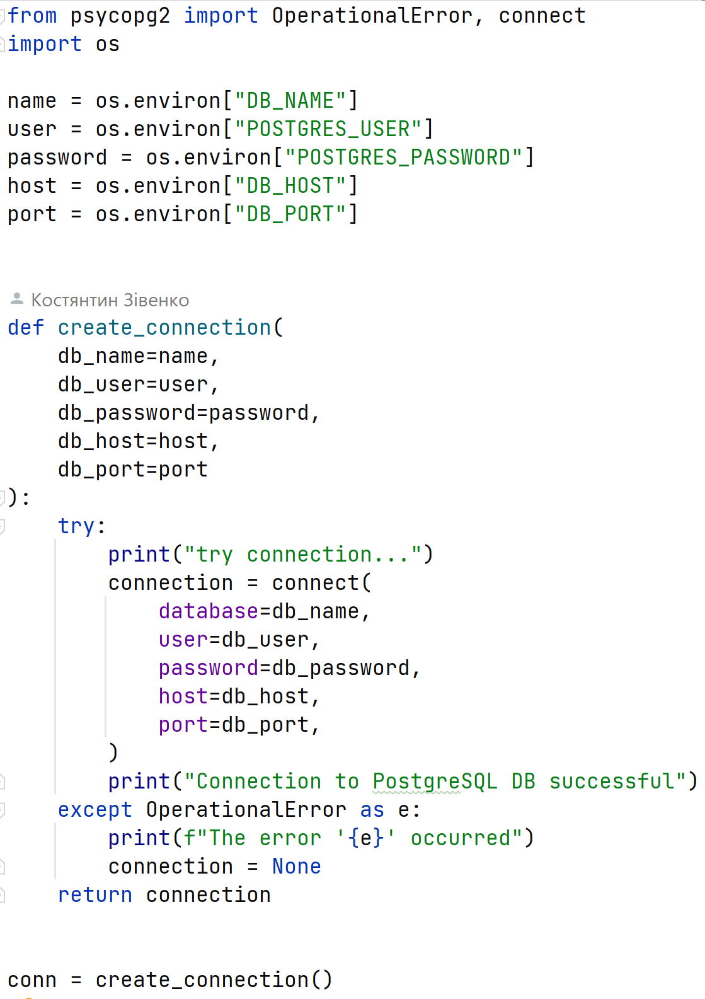 from psycopg2 import OperationalError, connect
import os
name = os.environ["DB_NAME"]
user = os.environ["POSTGRES_USER"]
password = os.environ["POSTGRES_PASSWORD"]
host = os.environ["DB_HOST"]
port = os.environ["DB_PORT"]
Костянтин Зівенко
def create_connection(
    db_name=name,
    db_user=user,
    db_password=password,
    db_host=host,
    db_port=port
):
    try:
        print("try connection...")
        connection = connect(
            database=db_name,
            user=db_user,
            password=db_password,
            host=db_host,
            port=db_port,
        )
        print("Connection to PostgreSQL DB successful")
    except OperationalError as e:
        print(f"The error '{e}' occurred")
        connection = None
    return connection
conn = create_connection()